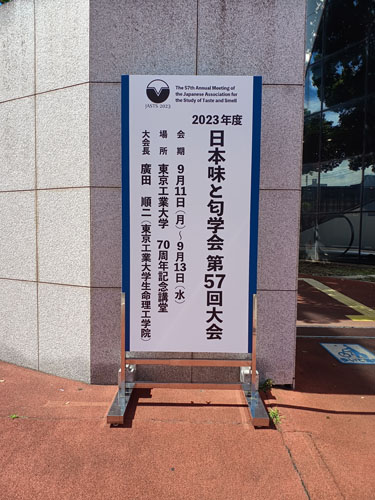 JASTS 2023
The 57th Annual Meeting of
the Japanese Association for
the Study of Taste and Smell
2023年度
日本味と匂学会 第57回大会
会期 9月11日(月)~9月13日(水)
場所 東京工業大学 70周年記念講堂
大会長 廣田 順二(東京工業大学生命理工学院)